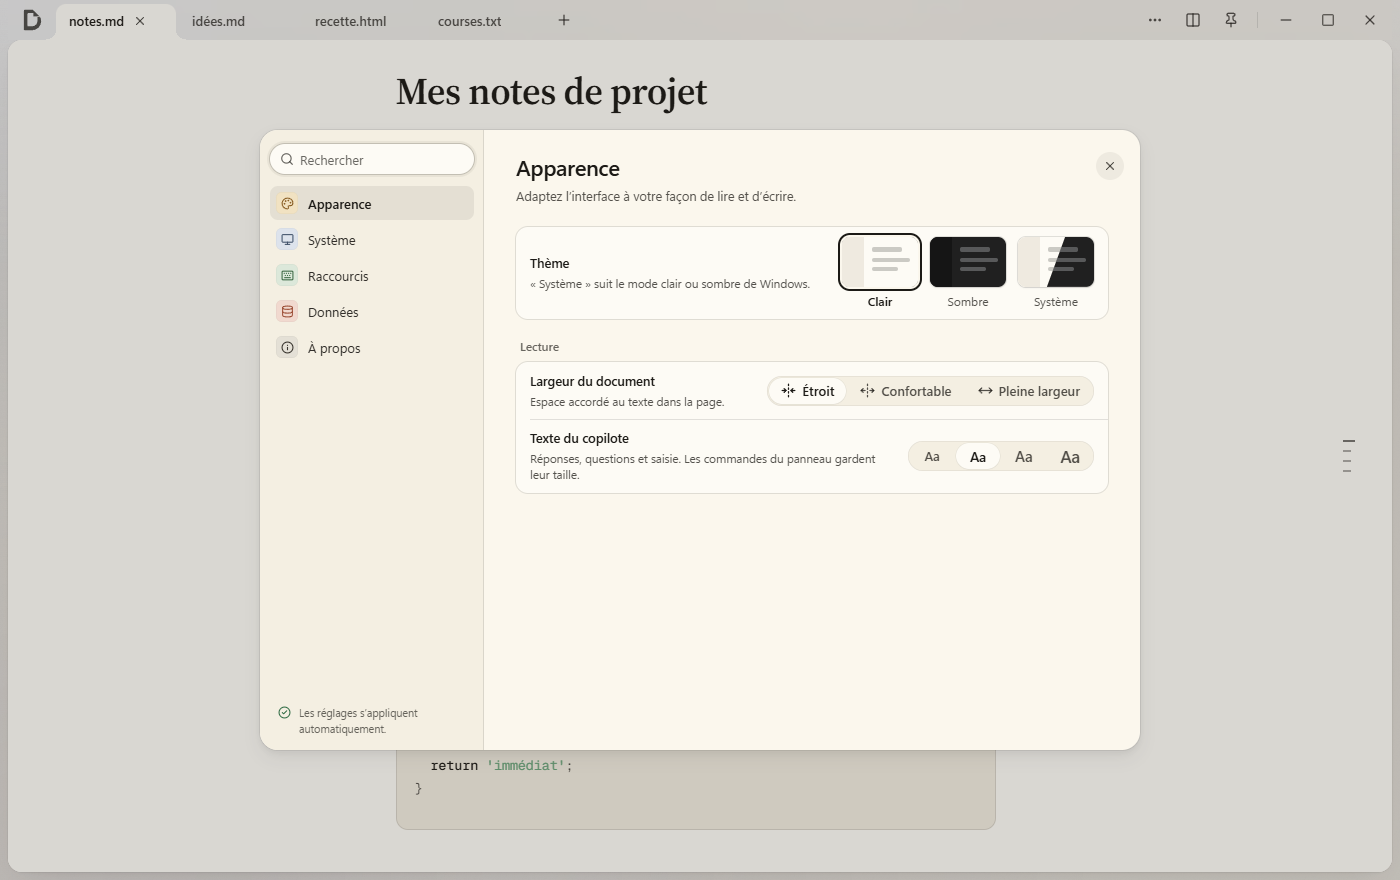 notes.md
idées.md
recette.html
courses.txt
Mes notes de projet
Rechercher
Apparence
Système
Raccourcis
Données
À propos
Les réglages s'appliquent
automatiquement.
Apparence
Adaptez l'interface à votre façon de lire et d'écrire.
Thème
« Système » suit le mode clair ou sombre de Windows.
Clair
Sombre
Système
Lecture
Largeur du document
Espace accordé au texte dans la page.
Étroit
Confortable
Pleine largeur
Texte du copilote
Réponses, questions et saisie. Les commandes du panneau gardent
leur taille.
Aa
Aa
Aa
Aa
return 'immédiat';
}